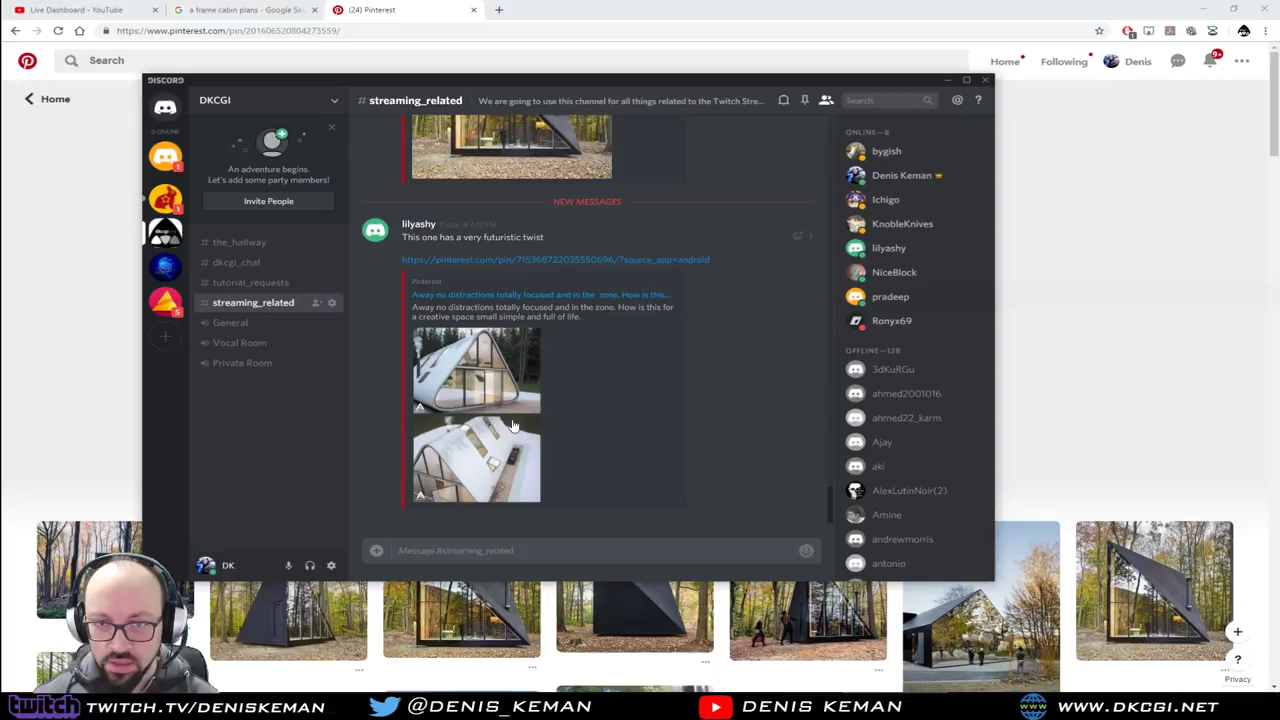 Live Dashboard - YouTube
a frame cabin plans - Google Se
(24) Pinterest
https://www.pinterest.com/pin/201606520804273559/
Search
Home
Following
Denis
9+
Home
DISCORD
DKCGI
# streaming_related
We are going to use this channel for all things related to the Twitch Stre...
Search
0 ONLINE
An adventure begins.
Let's add some party members!
Invite People
# the_hallway
# dkcgi_chat
# tutorial_requests
# streaming_related
General
Vocal Room
Private Room
DK
NEW MESSAGES
lilyashy
This one has a very futuristic twist
https://pinterest.com/pin/715368722035550696/?source_app=android
Pinterest
Away no distractions totally focused and in the zone. How is this...
Away no distractions totally focused and in the zone. How is this for
a creative space small simple and full of life.
Message #streaming_related
ONLINE—8
bygish
Denis Keman
Ichigo
KnobleKnives
lilyashy
NiceBlock
pradeep
Ronyx69
OFFLINE—128
3dKuRGu
ahmed2001016
ahmed22_karm
Ajay
aki
AlexLutinNoir(2)
Amine
andrewmorris
antonio
Privacy
twitch TWITCH.TV/DENISKEMAN
@DENIS_KEMAN
DENIS KEMAN
WWW.DKCGI.NET